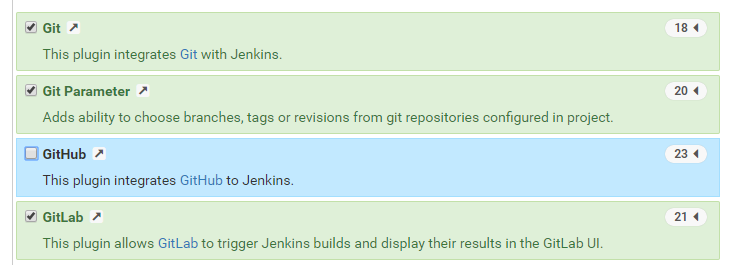 Git
18
This plugin integrates Git with Jenkins.
Git Parameter
20
Adds ability to choose branches, tags or revisions from git repositories configured in project.
GitHub
23
This plugin integrates GitHub to Jenkins.
GitLab
21
This plugin allows GitLab to trigger Jenkins builds and display their results in the GitLab UI.